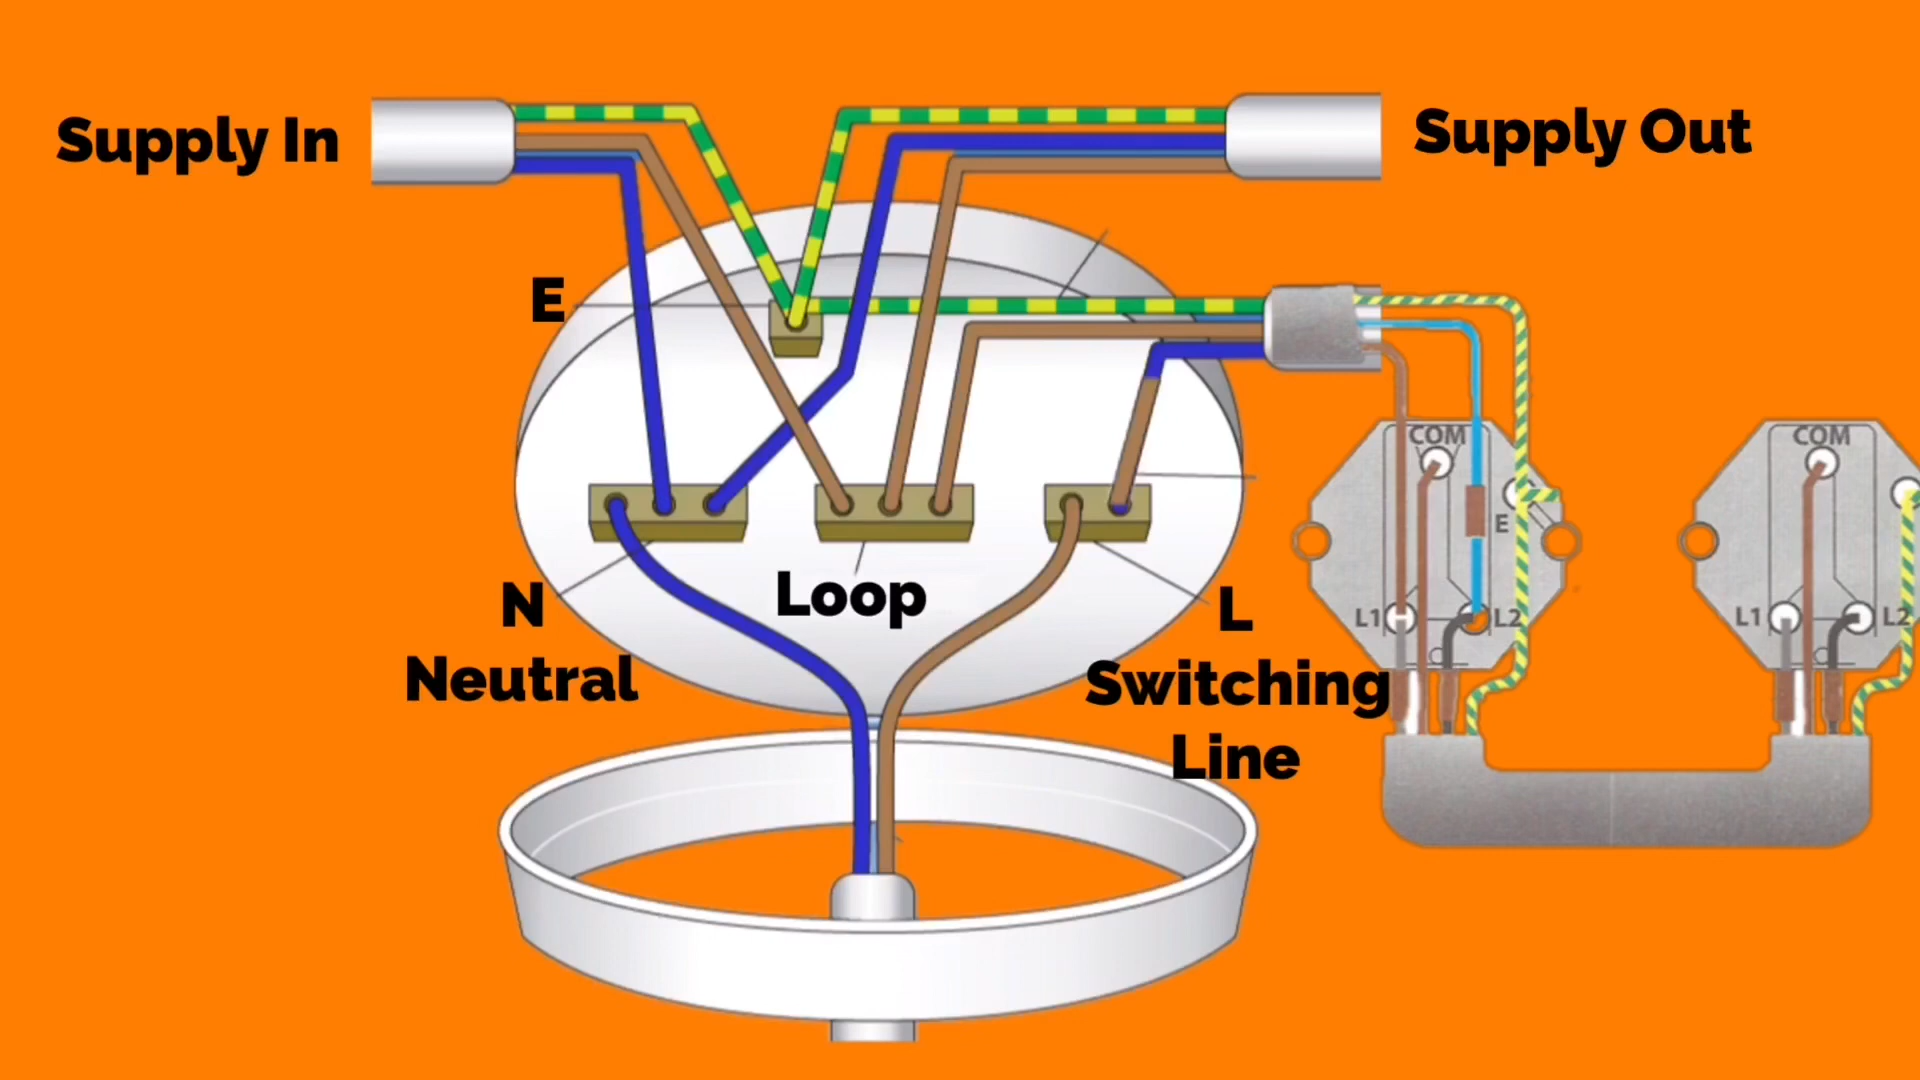 Supply In
Supply Out
E
COM
COM
E
N
Neutral
Loop
L
Switching
Line
L1
L2
L1
L2